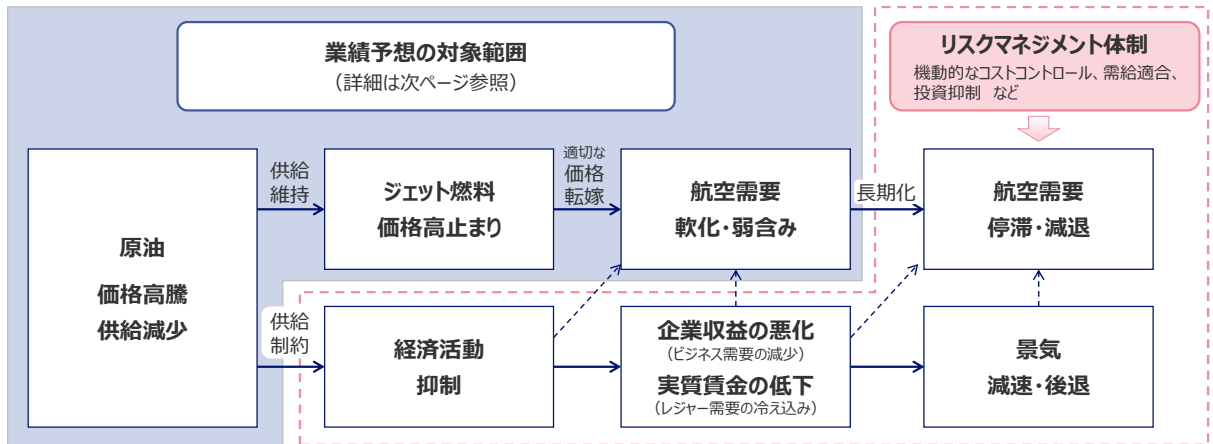 業績予想の対象範囲
（詳細は次ページ参照）
リスクマネジメント体制
機動的なコストコントロール、需給適合、
投資抑制 など
原油
価格高騰
供給減少
供給
維持
ジェット燃料
価格高止まり
適切な
価格
転嫁
航空需要
軟化・弱含み
長期化
航空需要
停滞・減退
供給
制約
経済活動
抑制
企業収益の悪化
（ビジネス需要の減少）
実質賃金の低下
（レジャー需要の冷え込み）
景気
減速・後退